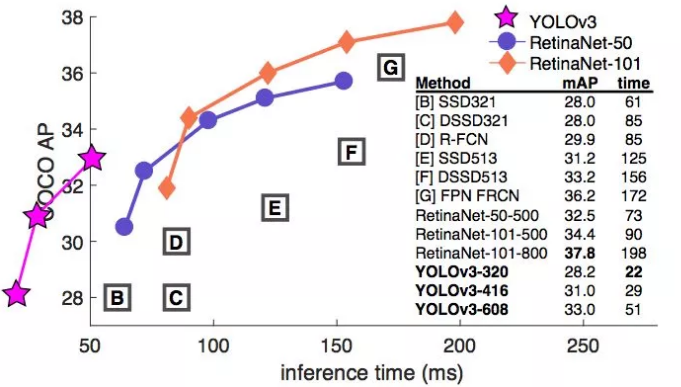 38
36
34
32
30
28
COCO AP
50
100
150
200
250
inference time (ms)
B
C
D
E
F
G
YOLOv3
RetinaNet-50
RetinaNet-101
Method mAP time
[B] SSD321 28.0 61
[C] DSSD321 28.0 85
[D] R-FCN 29.9 85
[E] SSD513 31.2 125
[F] DSSD513 33.2 156
[G] FPN FRCN 36.2 172
RetinaNet-50-500 32.5 73
RetinaNet-101-500 34.4 90
RetinaNet-101-800 37.8 198
YOLOv3-320 28.2 22
YOLOv3-416 31.0 29
YOLOv3-608 33.0 51